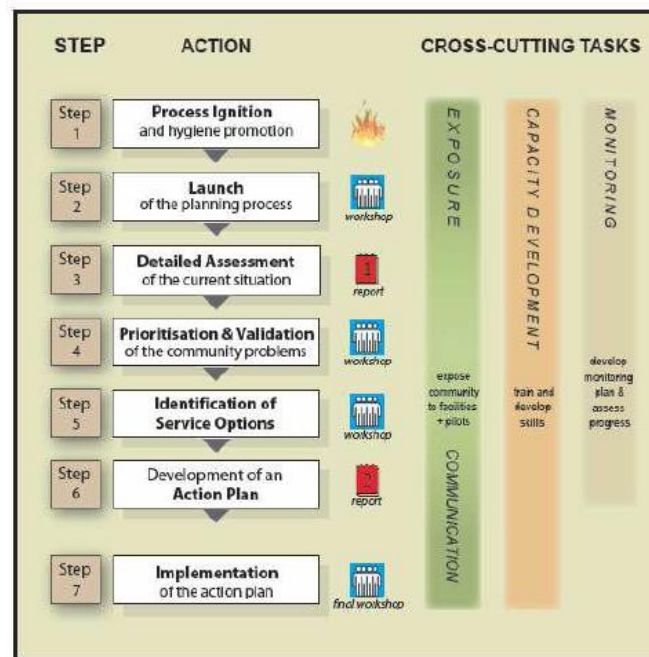 STEP ACTION CROSS-CUTTING TASKS
Step
1
Process Ignition
and hygiene promotion
Step
2
Launch
of the planning process
workshop
Step
3
Detailed Assessment
of the current situation
1
report
Step
4
Prioritisation & Validation
of the community problems
workshop
Step
5
Identification of
Service Options
workshop
Step
6
Development of an
Action Plan
2
report
Step
7
Implementation
of the action plan
final workshop
EXPOSURE
expose
community
to facilities
+ pilots
COMMUNICATION
CAPACITY DEVELOPMENT
train and
develop
skills
MONITORING
develop
monitoring
plan &
assess
progress